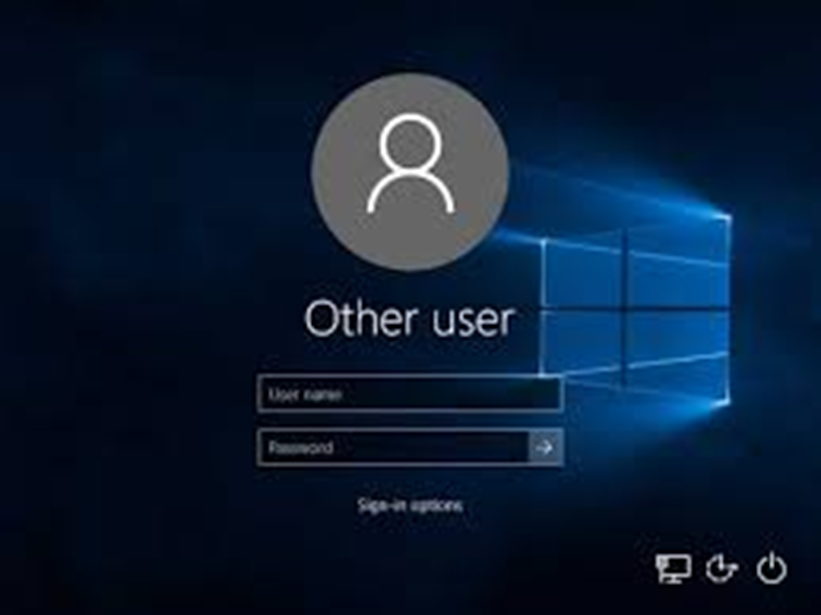 Other user
User name
Password
Sign-in options